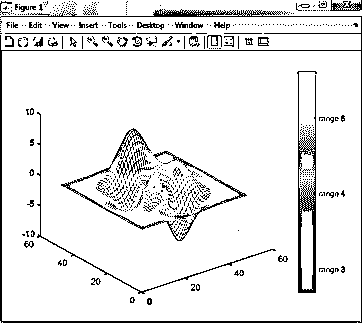 Figure 1
File Edit View Insert Tools Desktop Window Help
10
5
0
-5
-10
60
40
20
0
0
20
40
60
range 6
range 4
range 3